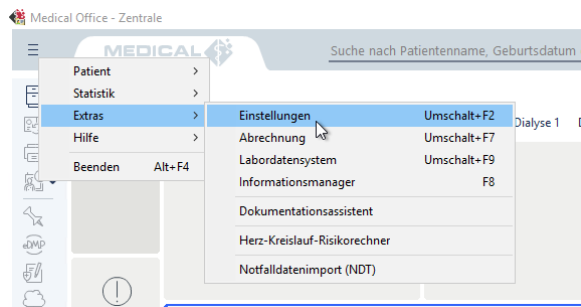 Medical Office - Zentrale
MEDICAL
Suche nach Patientenname, Geburtsdatum
Patient
Statistik
Extras
Hilfe
Beenden Alt+F4
Einstellungen Umschalt+F2
Abrechnung Umschalt+F7
Labordatensystem Umschalt+F9
Informationsmanager F8
Dokumentationsassistent
Herz-Kreislauf-Risikorechner
Notfalldatenimport (NDT)
Dialyse 1
eDMP